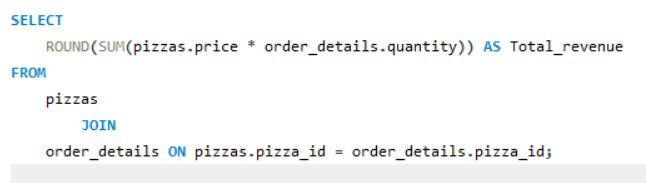 SELECT
ROUND(SUM(pizzas.price * order_details.quantity)) AS Total_revenue
FROM
pizzas
JOIN
order_details ON pizzas.pizza_id = order_details.pizza_id;